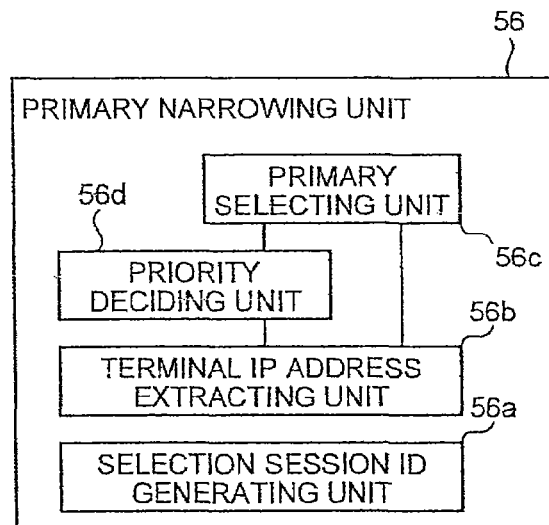 56
PRIMARY NARROWING UNIT
PRIMARY
SELECTING UNIT
56d
56c
PRIORITY
DECIDING UNIT
56b
TERMINAL IP ADDRESS
EXTRACTING UNIT
56a
SELECTION SESSION ID
GENERATING UNIT